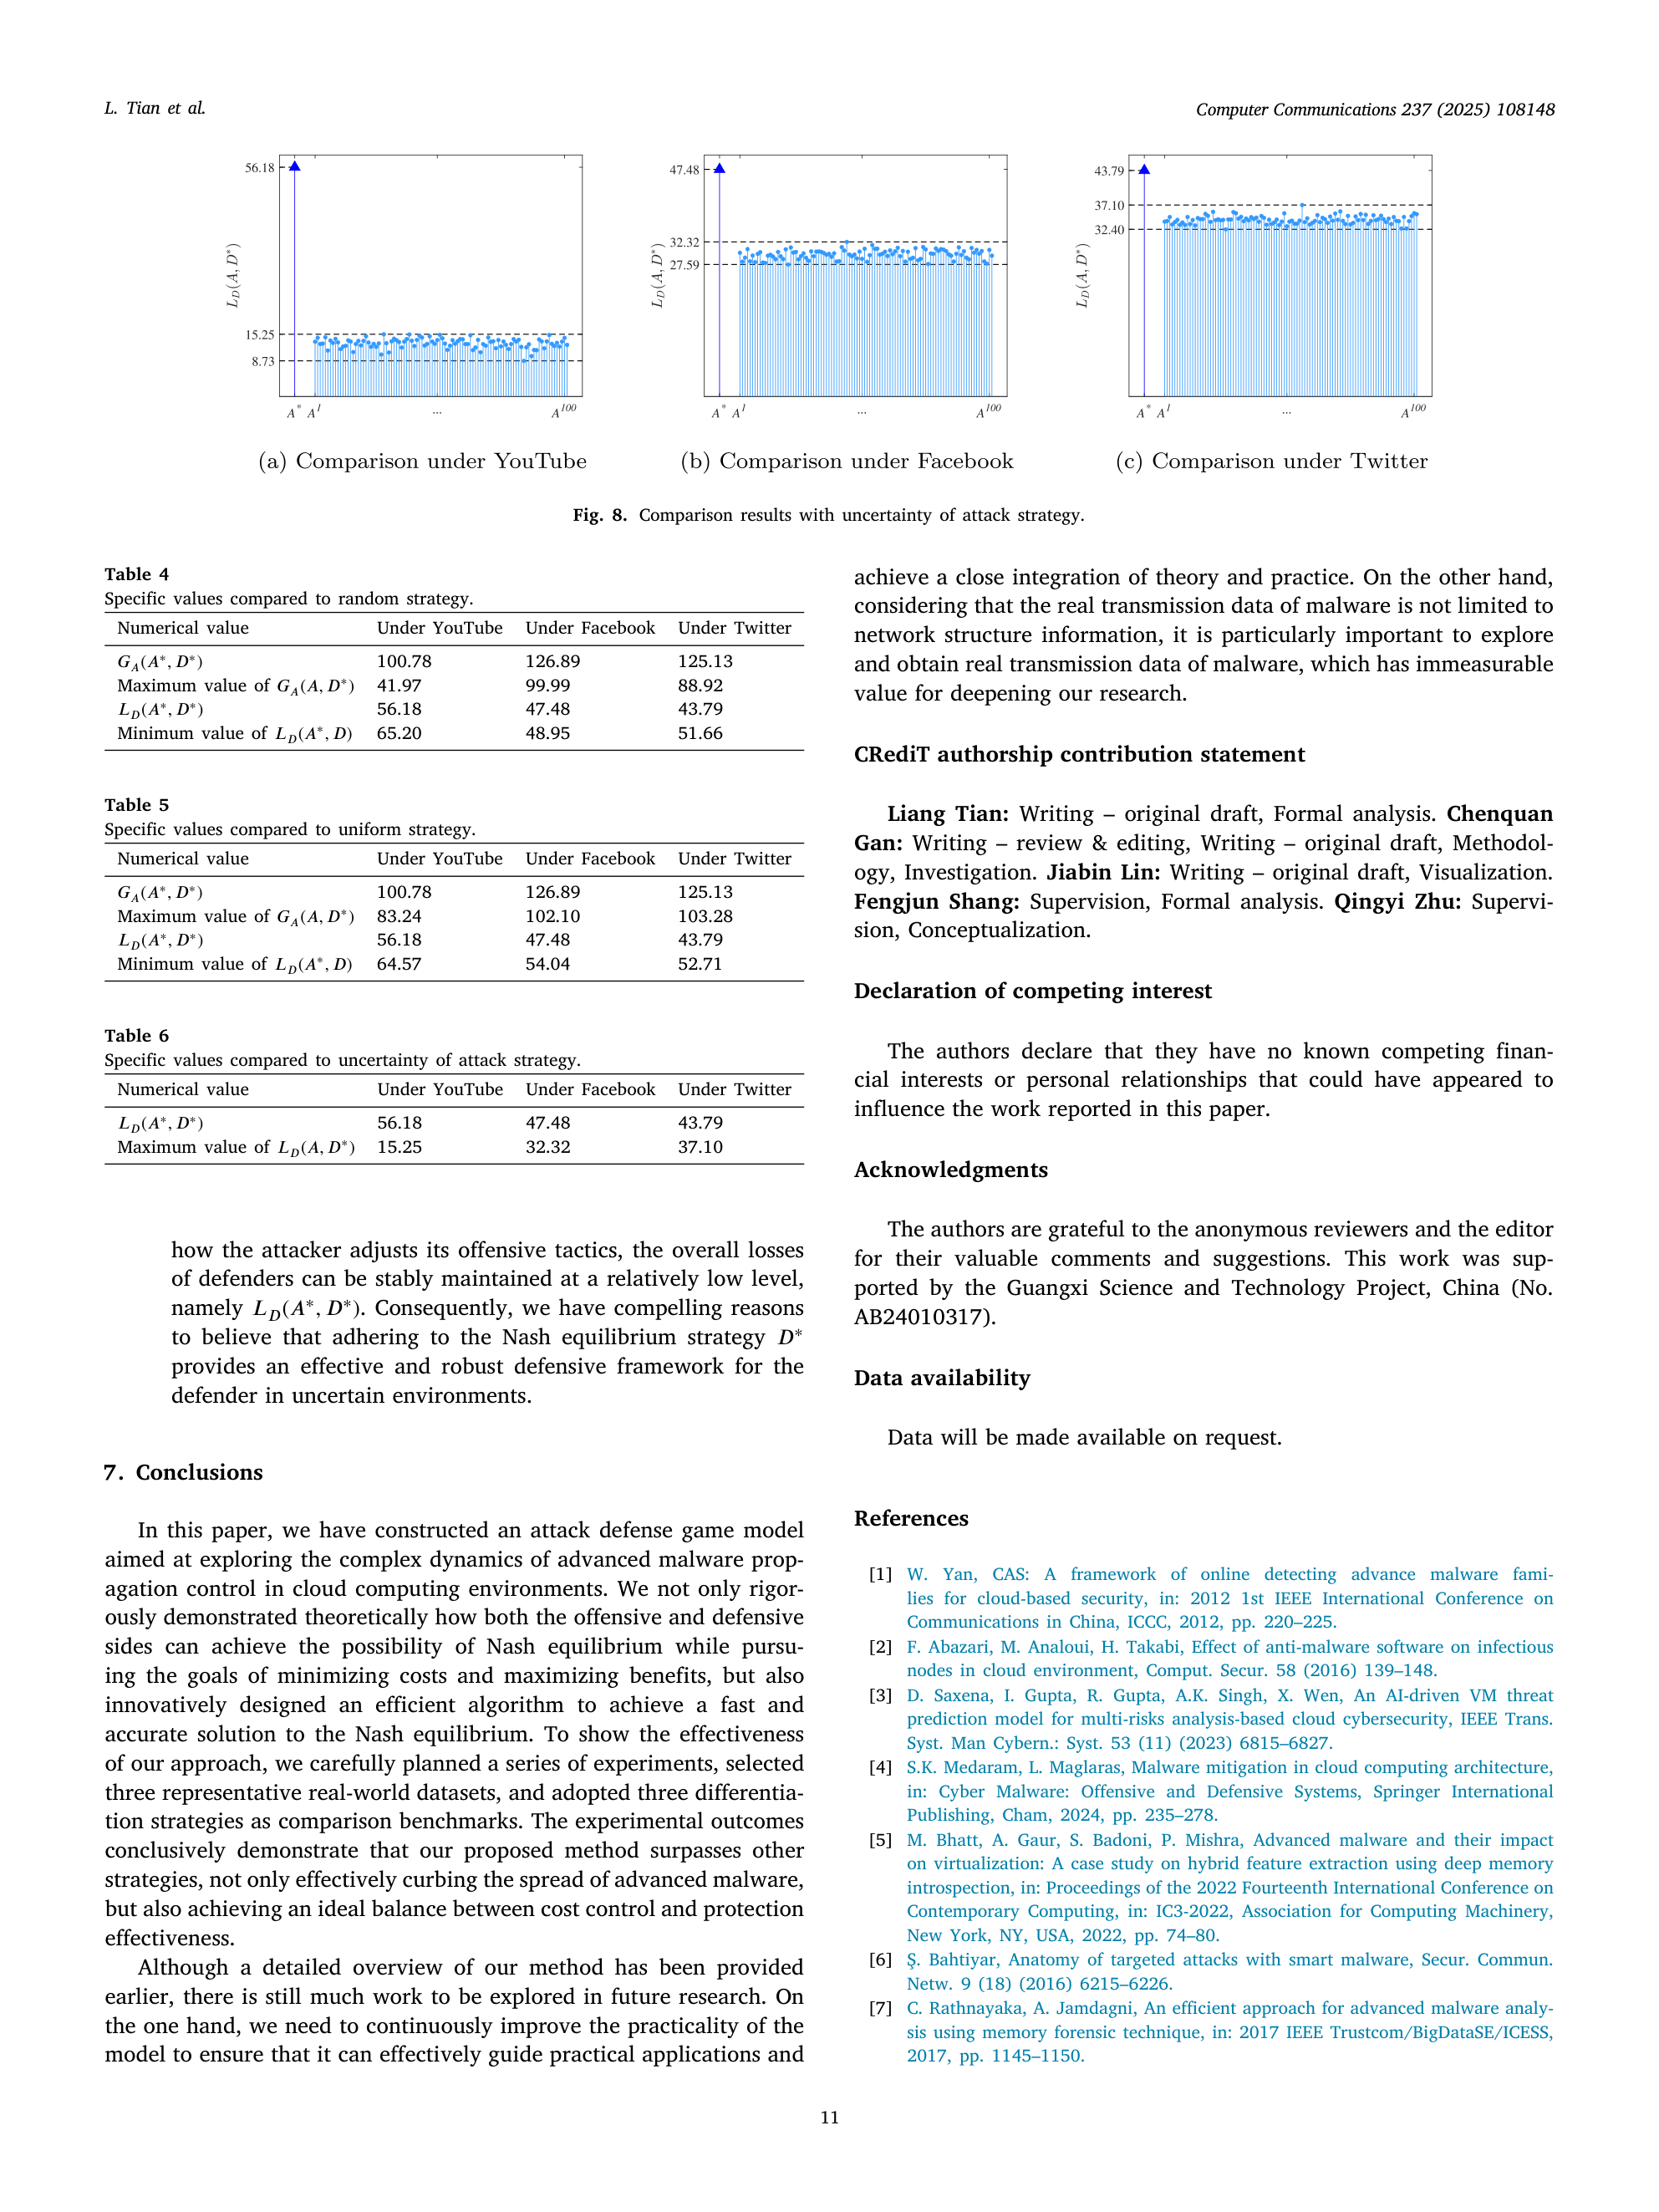 L. Tian et al.
Computer Communications 237 (2025) 108148
56.18
15.25
8.73
L_D(A, D*)
A* A^1 ... A^100
(a) Comparison under YouTube
47.48
32.32
27.59
L_D(A, D*)
A* A^1 ... A^100
(b) Comparison under Facebook
43.79
37.10
32.40
L_D(A, D*)
A* A^1 ... A^100
(c) Comparison under Twitter
Fig. 8. Comparison results with uncertainty of attack strategy.
Table 4
Specific values compared to random strategy.
Numerical value Under YouTube Under Facebook Under Twitter
G_A(A*, D*) 100.78 126.89 125.13
Maximum value of G_A(A, D*) 41.97 99.99 88.92
L_D(A*, D*) 56.18 47.48 43.79
Minimum value of L_D(A*, D) 65.20 48.95 51.66
Table 5
Specific values compared to uniform strategy.
Numerical value Under YouTube Under Facebook Under Twitter
G_A(A*, D*) 100.78 126.89 125.13
Maximum value of G_A(A, D*) 83.24 102.10 103.28
L_D(A*, D*) 56.18 47.48 43.79
Minimum value of L_D(A*, D) 64.57 54.04 52.71
Table 6
Specific values compared to uncertainty of attack strategy.
Numerical value Under YouTube Under Facebook Under Twitter
L_D(A*, D*) 56.18 47.48 43.79
Maximum value of L_D(A, D*) 15.25 32.32 37.10
how the attacker adjusts its offensive tactics, the overall losses
of defenders can be stably maintained at a relatively low level,
namely L_D(A*, D*). Consequently, we have compelling reasons
to believe that adhering to the Nash equilibrium strategy D*
provides an effective and robust defensive framework for the
defender in uncertain environments.
7. Conclusions
In this paper, we have constructed an attack defense game model
aimed at exploring the complex dynamics of advanced malware prop-
agation control in cloud computing environments. We not only rigor-
ously demonstrated theoretically how both the offensive and defensive
sides can achieve the possibility of Nash equilibrium while pursu-
ing the goals of minimizing costs and maximizing benefits, but also
innovatively designed an efficient algorithm to achieve a fast and
accurate solution to the Nash equilibrium. To show the effectiveness
of our approach, we carefully planned a series of experiments, selected
three representative real-world datasets, and adopted three differentia-
tion strategies as comparison benchmarks. The experimental outcomes
conclusively demonstrate that our proposed method surpasses other
strategies, not only effectively curbing the spread of advanced malware,
but also achieving an ideal balance between cost control and protection
effectiveness.
Although a detailed overview of our method has been provided
earlier, there is still much work to be explored in future research. On
the one hand, we need to continuously improve the practicality of the
model to ensure that it can effectively guide practical applications and
achieve a close integration of theory and practice. On the other hand,
considering that the real transmission data of malware is not limited to
network structure information, it is particularly important to explore
and obtain real transmission data of malware, which has immeasurable
value for deepening our research.
CRediT authorship contribution statement
Liang Tian: Writing – original draft, Formal analysis. Chenquan
Gan: Writing – review & editing, Writing – original draft, Methodol-
ogy, Investigation. Jiabin Lin: Writing – original draft, Visualization.
Fengjun Shang: Supervision, Formal analysis. Qingyi Zhu: Supervi-
sion, Conceptualization.
Declaration of competing interest
The authors declare that they have no known competing finan-
cial interests or personal relationships that could have appeared to
influence the work reported in this paper.
Acknowledgments
The authors are grateful to the anonymous reviewers and the editor
for their valuable comments and suggestions. This work was sup-
ported by the Guangxi Science and Technology Project, China (No.
AB24010317).
Data availability
Data will be made available on request.
References
[1] W. Yan, CAS: A framework of online detecting advance malware fami-
lies for cloud-based security, in: 2012 1st IEEE International Conference on
Communications in China, ICCC, 2012, pp. 220–225.
[2] F. Abazari, M. Analoui, H. Takabi, Effect of anti-malware software on infectious
nodes in cloud environment, Comput. Secur. 58 (2016) 139–148.
[3] D. Saxena, I. Gupta, R. Gupta, A.K. Singh, X. Wen, An AI-driven VM threat
prediction model for multi-risks analysis-based cloud cybersecurity, IEEE Trans.
Syst. Man Cybern.: Syst. 53 (11) (2023) 6815–6827.
[4] S.K. Medaram, L. Maglaras, Malware mitigation in cloud computing architecture,
in: Cyber Malware: Offensive and Defensive Systems, Springer International
Publishing, Cham, 2024, pp. 235–278.
[5] M. Bhatt, A. Gaur, S. Badoni, P. Mishra, Advanced malware and their impact
on virtualization: A case study on hybrid feature extraction using deep memory
introspection, in: Proceedings of the 2022 Fourteenth International Conference on
Contemporary Computing, in: IC3-2022, Association for Computing Machinery,
New York, NY, USA, 2022, pp. 74–80.
[6] Ş. Bahtiyar, Anatomy of targeted attacks with smart malware, Secur. Commun.
Netw. 9 (18) (2016) 6215–6226.
[7] C. Rathnayaka, A. Jamdagni, An efficient approach for advanced malware analy-
sis using memory forensic technique, in: 2017 IEEE Trustcom/BigDataSE/ICESS,
2017, pp. 1145–1150.
11